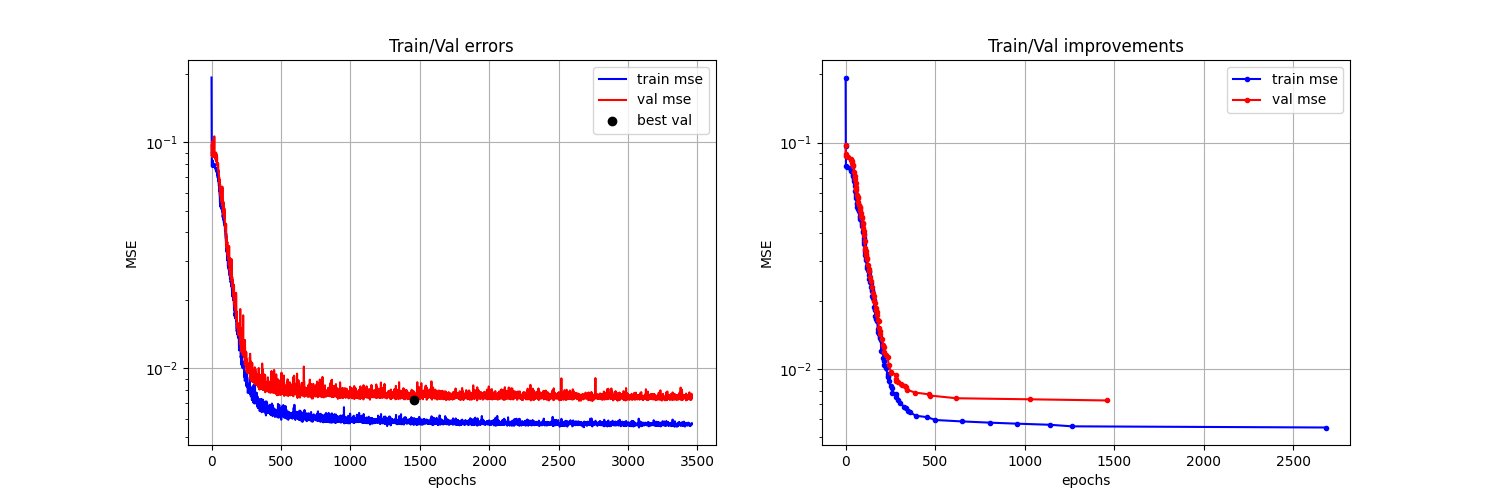 Train/Val errors
train mse
val mse
best val
MSE
10⁻¹
10⁻²
0 500 1000 1500 2000 2500 3000 3500
epochs
Train/Val improvements
train mse
val mse
MSE
10⁻¹
10⁻²
0 500 1000 1500 2000 2500
epochs